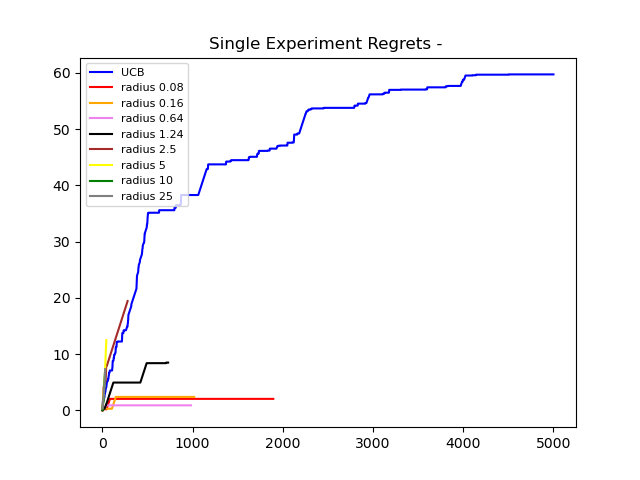 Single Experiment Regrets -
60
50
40
30
20
10
0
UCB
radius 0.08
radius 0.16
radius 0.64
radius 1.24
radius 2.5
radius 5
radius 10
radius 25
0 1000 2000 3000 4000 5000